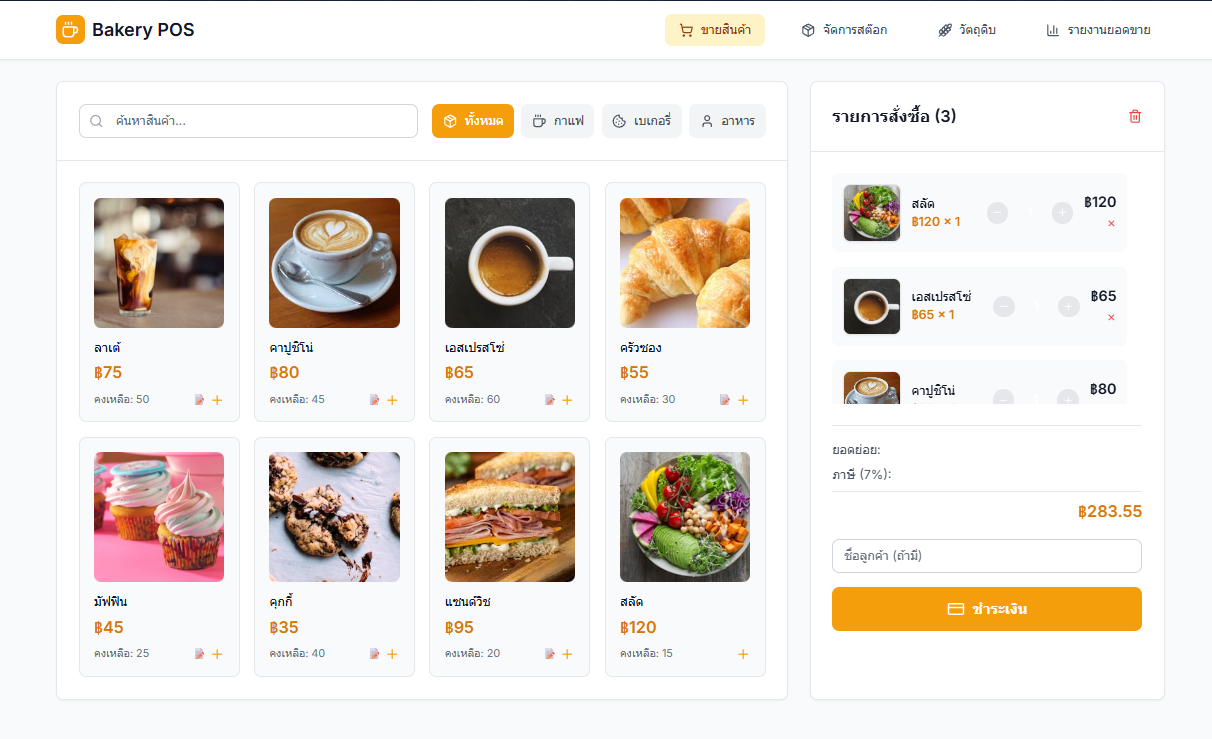 Bakery POS
ขายสินค้า
จัดการสต็อก
วัตถุดิบ
รายงานยอดขาย
ค้นหาสินค้า...
ทั้งหมด
กาแฟ
เบเกอรี่
อาหาร
ลาเต้
฿75
คงเหลือ: 50
คาปูชิโน่
฿80
คงเหลือ: 45
เอสเปรสโซ่
฿65
คงเหลือ: 60
ครัวซอง
฿55
คงเหลือ: 30
มัฟฟิน
฿45
คงเหลือ: 25
คุกกี้
฿35
คงเหลือ: 40
แซนด์วิช
฿95
คงเหลือ: 20
สลัด
฿120
คงเหลือ: 15
รายการสั่งซื้อ (3)
สลัด
฿120 × 1
1
฿120
เอสเปรสโซ่
฿65 × 1
1
฿65
คาปูชิโน่
฿80
ยอดย่อย:
ภาษี (7%):
฿283.55
ชื่อลูกค้า (ถ้ามี)
ชำระเงิน